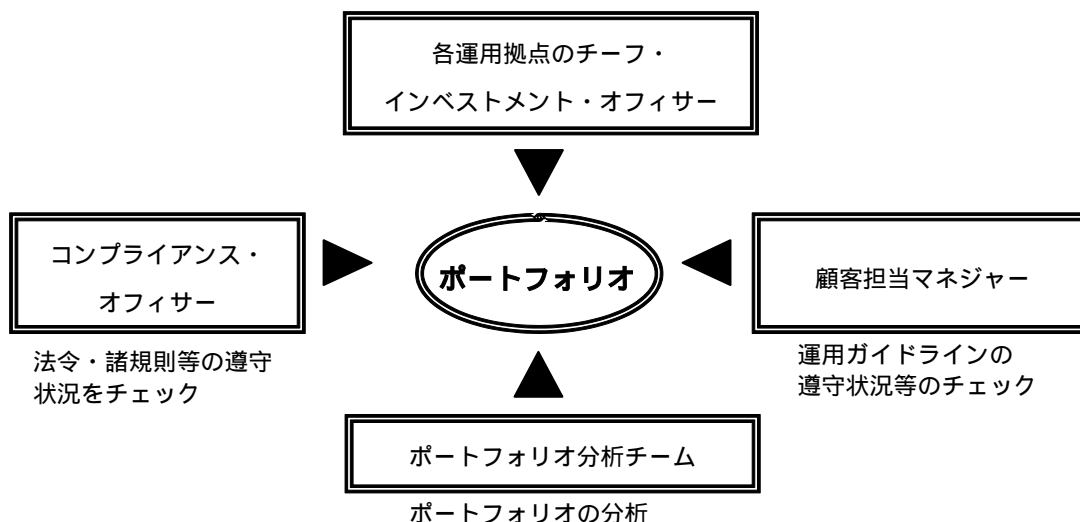 各運用拠点のチーフ・
インベストメント・オフィサー
コンプライアンス・
オフィサー
法令・諸規則等の遵守
状況をチェック
ポートフォリオ
顧客担当マネジャー
運用ガイドラインの
遵守状況等のチェック
ポートフォリオ分析チーム
ポートフォリオの分析